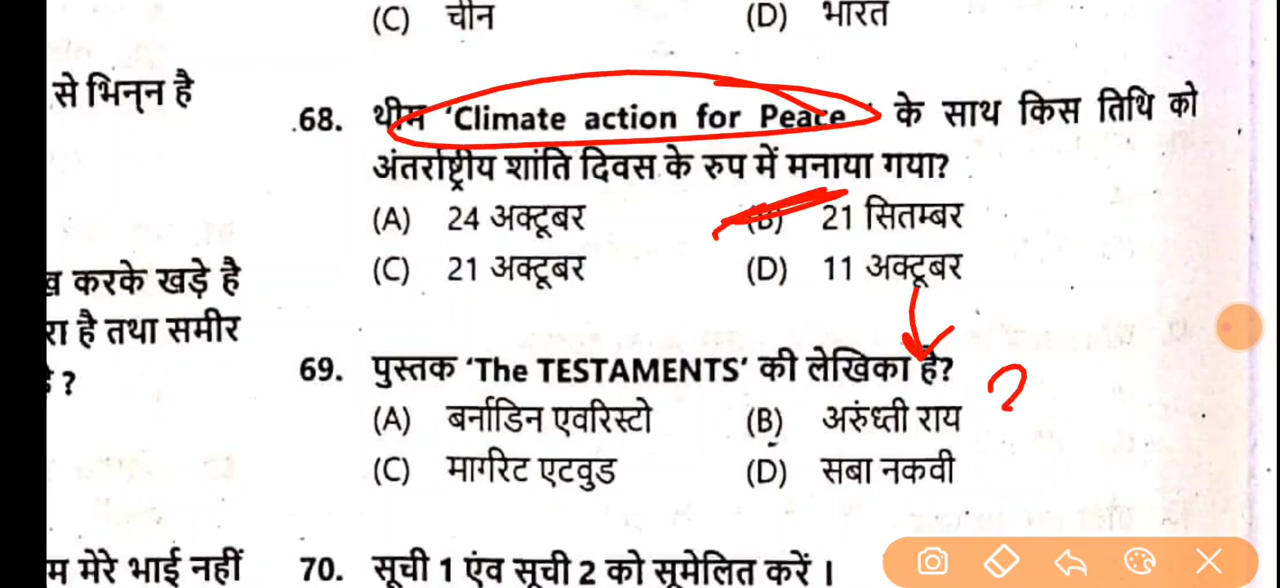 (C) चीन (D) भारत
से भिन्न है
.68. थीम 'Climate action for Peace' के साथ किस तिथि को
अंतर्राष्ट्रीय शांति दिवस के रुप में मनाया गया?
(A) 24 अक्टूबर (B) 21 सितम्बर
(C) 21 अक्टूबर (D) 11 अक्टूबर
करके खड़े है
है तथा समीर
?
69. पुस्तक 'The TESTAMENTS' की लेखिका है?
(A) बर्नाडिन एवरिस्टो (B) अरुंध्ती राय
(C) मार्गरेट एटवुड (D) सबा नकवी
मेरे भाई नहीं
70. सूची 1 एंव सूची 2 को सूमेलित करें ।